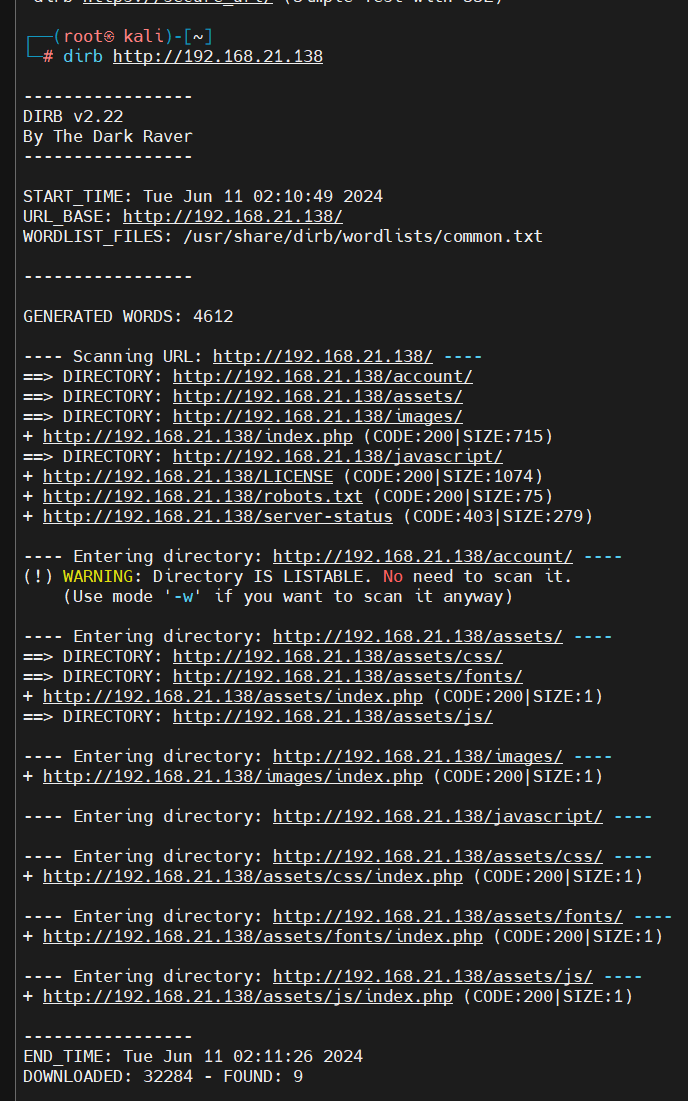 dirb https://secure_url/ (Simple Test with SSL)
┌──(root㉿ kali)-[~]
└─# dirb http://192.168.21.138
-----------------
DIRB v2.22
By The Dark Raver
-----------------
START_TIME: Tue Jun 11 02:10:49 2024
URL_BASE: http://192.168.21.138/
WORDLIST_FILES: /usr/share/dirb/wordlists/common.txt
-----------------
GENERATED WORDS: 4612
---- Scanning URL: http://192.168.21.138/ ----
==> DIRECTORY: http://192.168.21.138/account/
==> DIRECTORY: http://192.168.21.138/assets/
==> DIRECTORY: http://192.168.21.138/images/
+ http://192.168.21.138/index.php (CODE:200|SIZE:715)
==> DIRECTORY: http://192.168.21.138/javascript/
+ http://192.168.21.138/LICENSE (CODE:200|SIZE:1074)
+ http://192.168.21.138/robots.txt (CODE:200|SIZE:75)
+ http://192.168.21.138/server-status (CODE:403|SIZE:279)
---- Entering directory: http://192.168.21.138/account/ ----
(!) WARNING: Directory IS LISTABLE. No need to scan it.
(Use mode '-w' if you want to scan it anyway)
---- Entering directory: http://192.168.21.138/assets/ ----
==> DIRECTORY: http://192.168.21.138/assets/css/
==> DIRECTORY: http://192.168.21.138/assets/fonts/
+ http://192.168.21.138/assets/index.php (CODE:200|SIZE:1)
==> DIRECTORY: http://192.168.21.138/assets/js/
---- Entering directory: http://192.168.21.138/images/ ----
+ http://192.168.21.138/images/index.php (CODE:200|SIZE:1)
---- Entering directory: http://192.168.21.138/javascript/ ----
---- Entering directory: http://192.168.21.138/assets/css/ ----
+ http://192.168.21.138/assets/css/index.php (CODE:200|SIZE:1)
---- Entering directory: http://192.168.21.138/assets/fonts/ ----
+ http://192.168.21.138/assets/fonts/index.php (CODE:200|SIZE:1)
---- Entering directory: http://192.168.21.138/assets/js/ ----
+ http://192.168.21.138/assets/js/index.php (CODE:200|SIZE:1)
-----------------
END_TIME: Tue Jun 11 02:11:26 2024
DOWNLOADED: 32284 - FOUND: 9